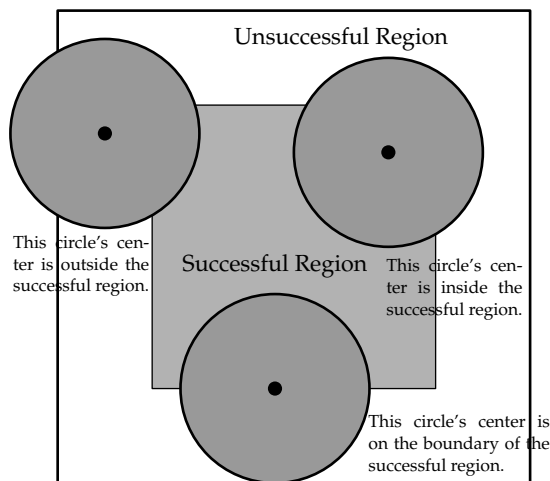 Unsuccessful Region
This circle's cen-
ter is outside the
successful region.
Successful Region
This circle's cen-
ter is inside the
successful region.
This circle's center is
on the boundary of the
successful region.